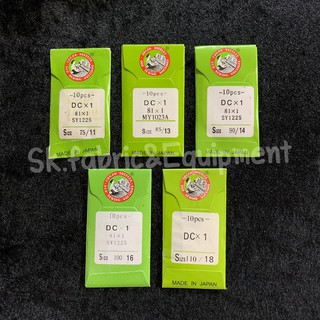 -10pcs-
DC×1
81×1
SY1225
Size 75/11
MADE IN JAPAN
-10pcs-
DC×1
81×1
MY1023A
Size 85/13
-10pcs-
DC×1
81×1
SY1225
Size 90/14
MADE IN JAPAN
Sk.fabric&Equipment
-10pcs-
DC×1
81×1
SY1225
Size 100 16
-10pcs-
DC×1
Size 110/18
MADE IN JAPAN